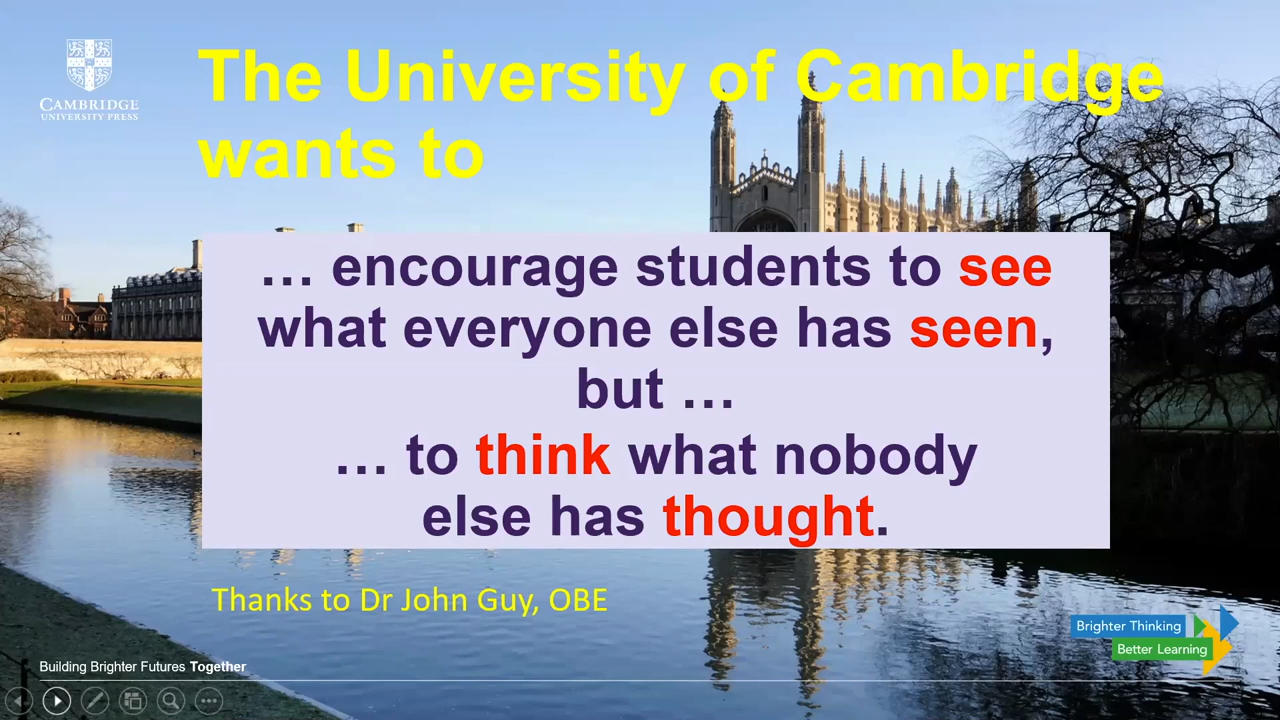 CAMBRIDGE
UNIVERSITY PRESS
The University of Cambridge
wants to
… encourage students to see
what everyone else has seen,
but …
… to think what nobody
else has thought.
Thanks to Dr John Guy, OBE
Brighter Thinking
Better Learning
Building Brighter Futures Together